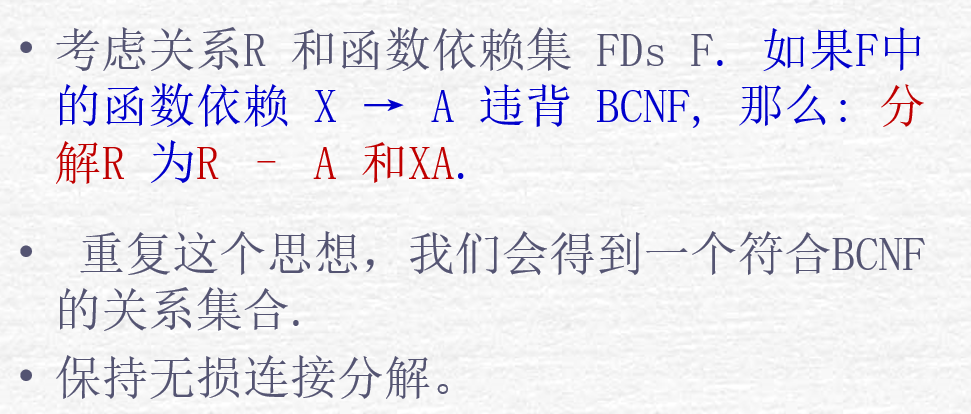 • 考虑关系R 和函数依赖集 FDs F. 如果F中
的函数依赖 X → A 违背 BCNF, 那么: 分
解R 为R - A 和XA.
• 重复这个思想，我们会得到一个符合BCNF
的关系集合.
• 保持无损连接分解。